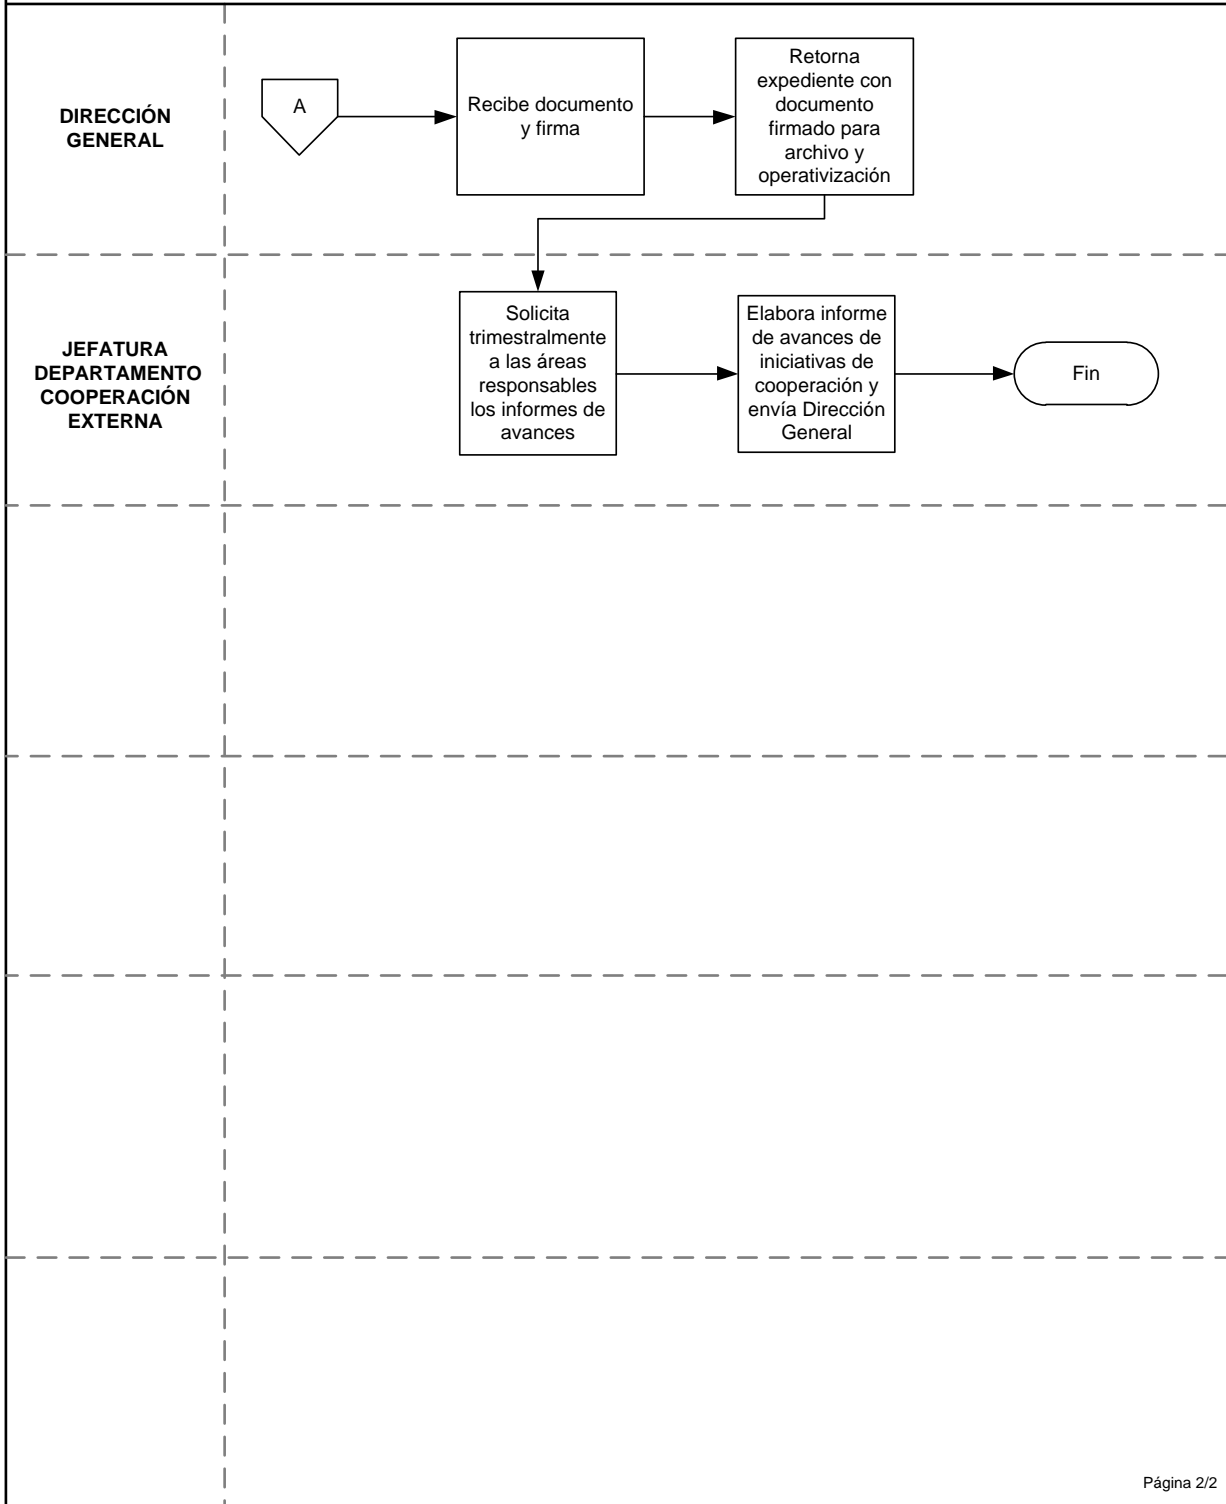 DIRECCIÓN
GENERAL
A
Recibe documento
y firma
Retorna
expediente con
documento
firmado para
archivo y
operativización
JEFATURA
DEPARTAMENTO
COOPERACIÓN
EXTERNA
Solicita
trimestralmente
a las áreas
responsables
los informes de
avances
Elabora informe
de avances de
iniciativas de
cooperación y
envía Dirección
General
Fin
Página 2/2